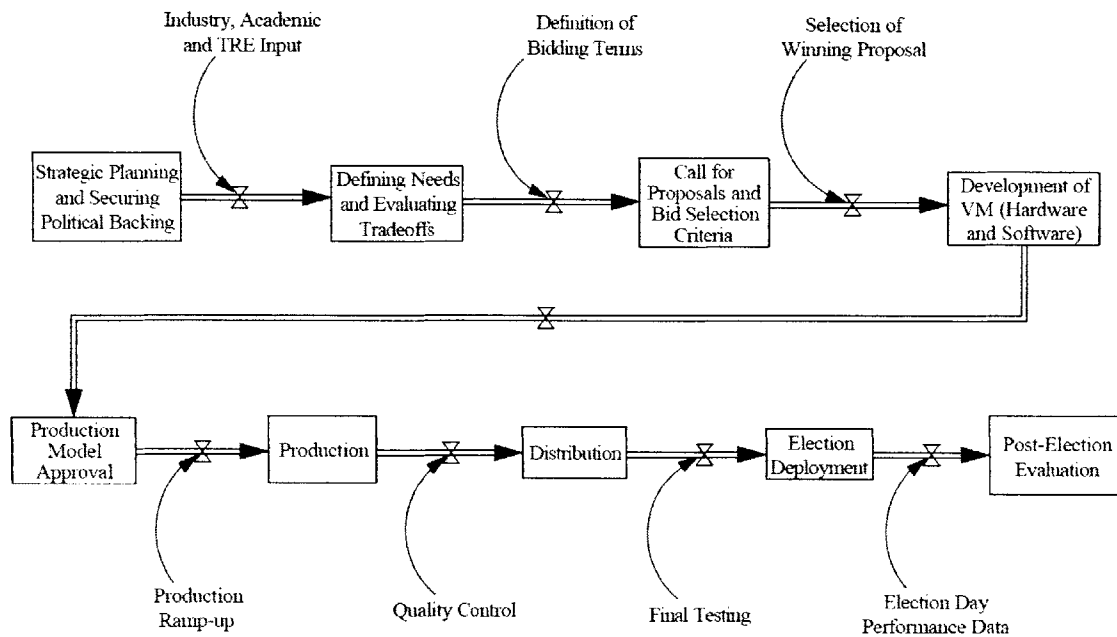 Industry, Academic
and TRE Input
Definition of
Bidding Terms
Selection of
Winning Proposal
Strategic Planning
and Securing
Political Backing
Defining Needs
and Evaluating
Tradeoffs
Call for
Proposals and
Bid Selection
Criteria
Development of
VM (Hardware
and Software)
Production
Model
Approval
Production
Distribution
Election
Deployment
Post-Election
Evaluation
Production
Ramp-up
Quality Control
Final Testing
Election Day
Performance Data